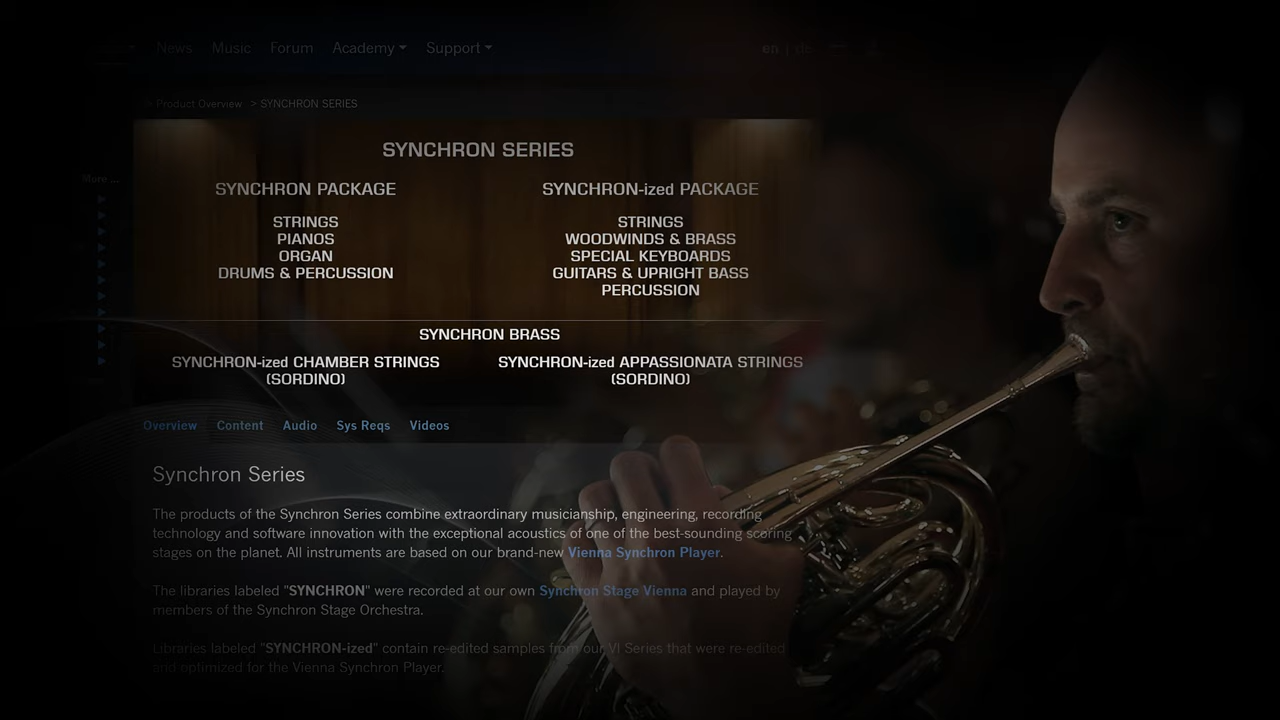 News Music Forum Academy Support en | de
> Product Overview > SYNCHRON SERIES
SYNCHRON SERIES
SYNCHRON PACKAGE
SYNCHRON-ized PACKAGE
STRINGS
PIANOS
ORGAN
DRUMS & PERCUSSION
STRINGS
WOODWINDS & BRASS
SPECIAL KEYBOARDS
GUITARS & UPRIGHT BASS
PERCUSSION
More ...
SYNCHRON BRASS
SYNCHRON-ized CHAMBER STRINGS
(SORDINO)
SYNCHRON-ized APPASSIONATA STRINGS
(SORDINO)
Overview Content Audio Sys Reqs Videos
Synchron Series
The products of the Synchron Series combine extraordinary musicianship, engineering, recording
technology and software innovation with the exceptional acoustics of one of the best-sounding scoring
stages on the planet. All instruments are based on our brand-new Vienna Synchron Player.
The libraries labeled "SYNCHRON" were recorded at our own Synchron Stage Vienna and played by
members of the Synchron Stage Orchestra.
Libraries labeled "SYNCHRON-ized" contain re-edited samples from our VI Series that were re-edited
and optimized for the Vienna Synchron Player.